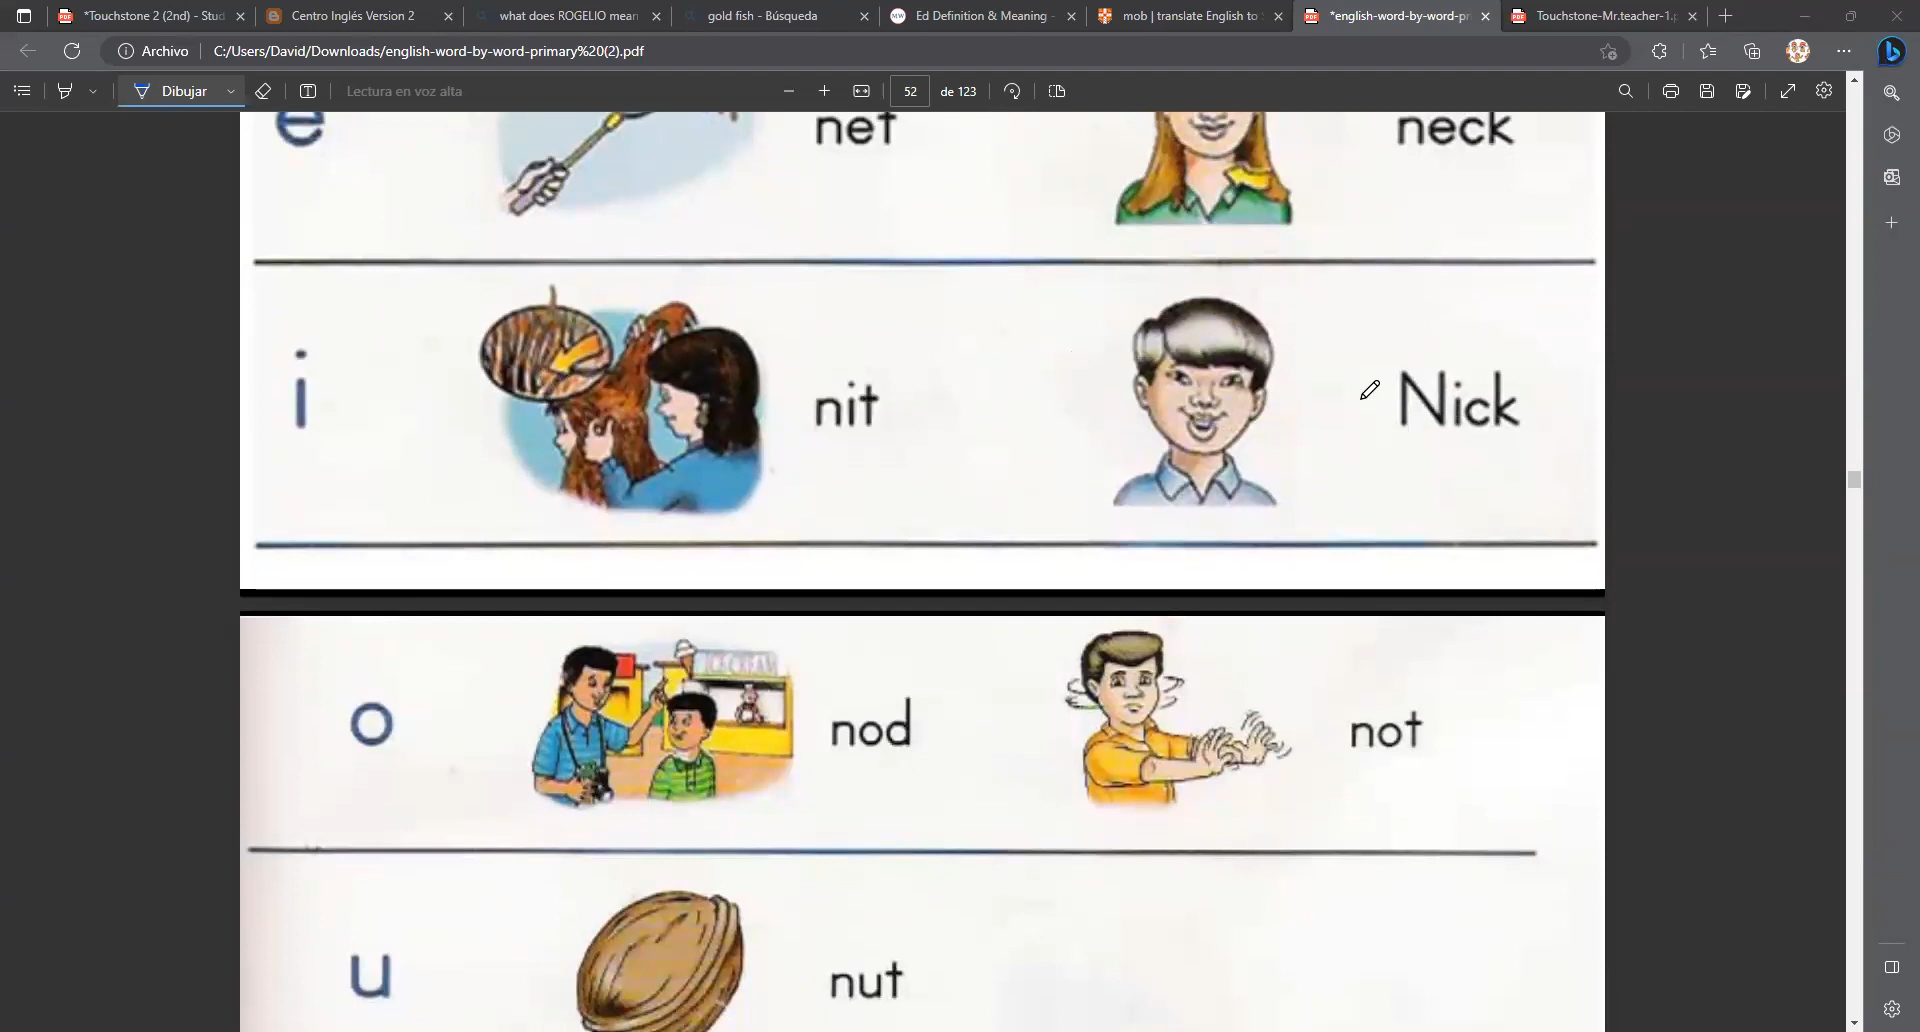 *Touchstone 2 (2nd) - Stud
Centro Inglés Version 2
what does ROGELIO mean
gold fish - Búsqueda
Ed Definition & Meaning -
mob | translate English to
*english-word-by-word-pr
Touchstone-Mr.teacher-1.p
Archivo C:/Users/David/Downloads/english-word-by-word-primary%20(2).pdf
Dibujar Lectura en voz alta 52 de 123
e net neck
i nit Nick
ICE CREAM
o nod not
u nut